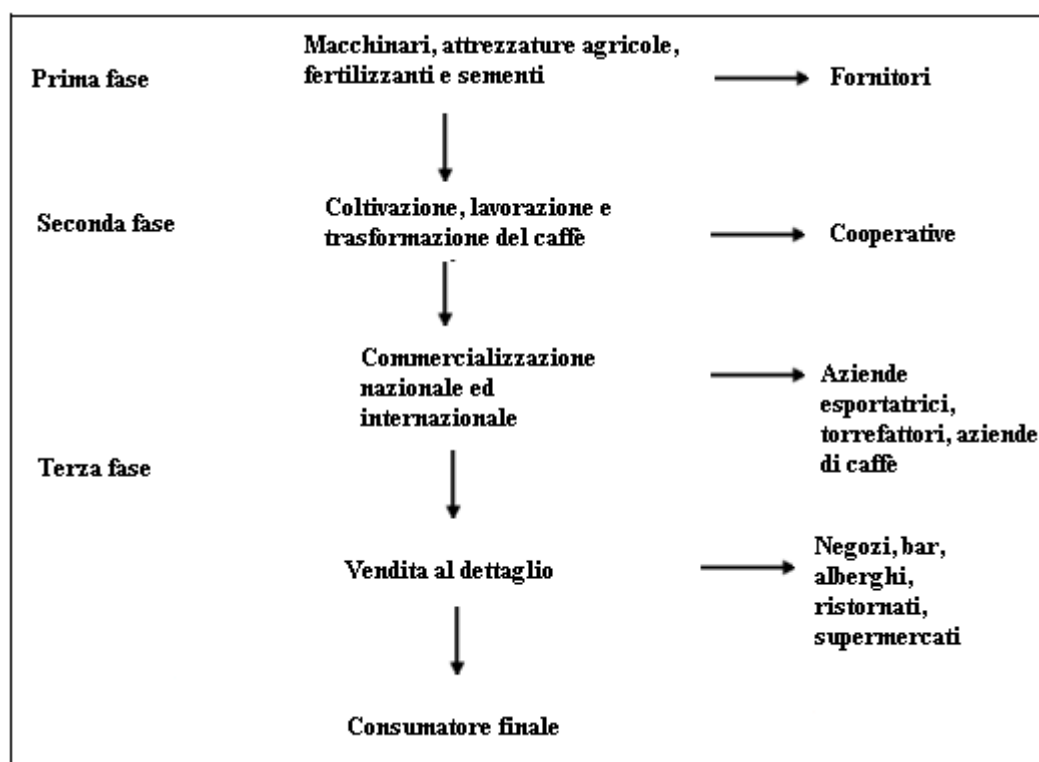 Prima fase
Macchinari, attrezzature agricole,
fertilizzanti e sementi
Fornitori
Seconda fase
Coltivazione, lavorazione e
trasformazione del caffè
Cooperative
Commercializzazione
nazionale ed
internazionale
Aziende
esportatrici,
torrefattori, aziende
di caffè
Terza fase
Vendita al dettaglio
Negozi, bar,
alberghi,
ristornati,
supermercati
Consumatore finale